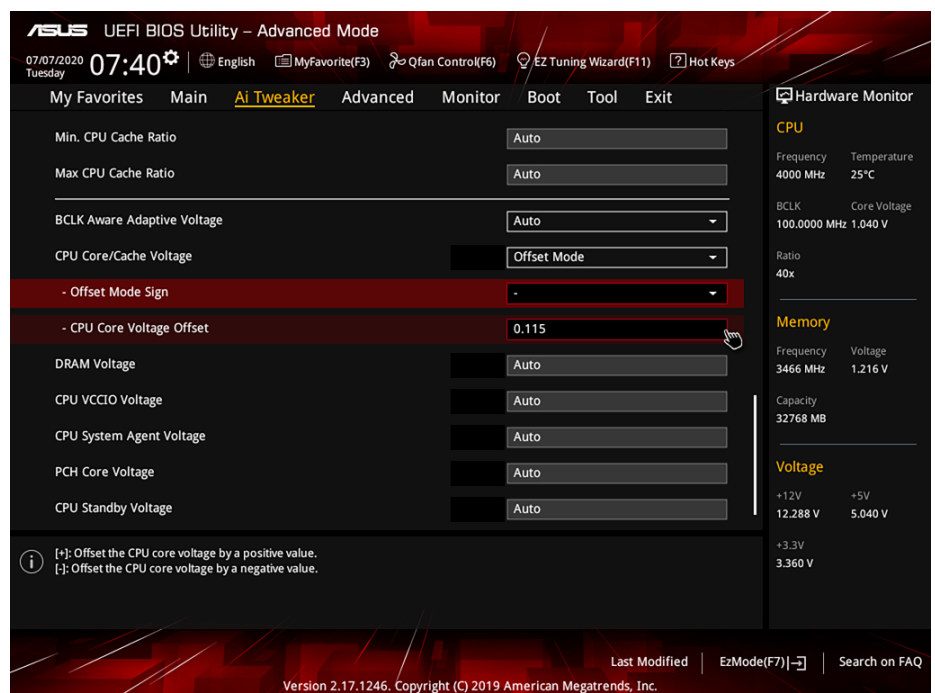 ASUS UEFI BIOS Utility – Advanced Mode
07/07/2020
Tuesday
07:40
English MyFavorite(F3) Qfan Control(F6) EZ Tuning Wizard(F11) ? Hot Keys
My Favorites Main Ai Tweaker Advanced Monitor Boot Tool Exit
Min. CPU Cache Ratio Auto
Max CPU Cache Ratio Auto
BCLK Aware Adaptive Voltage Auto
CPU Core/Cache Voltage Offset Mode
- Offset Mode Sign -
- CPU Core Voltage Offset 0.115
DRAM Voltage Auto
CPU VCCIO Voltage Auto
CPU System Agent Voltage Auto
PCH Core Voltage Auto
CPU Standby Voltage Auto
i
[+]: Offset the CPU core voltage by a positive value.
[-]: Offset the CPU core voltage by a negative value.
Hardware Monitor
CPU
Frequency Temperature
4000 MHz 25°C
BCLK Core Voltage
100.0000 MHz 1.040 V
Ratio
40x
Memory
Frequency Voltage
3466 MHz 1.216 V
Capacity
32768 MB
Voltage
+12V +5V
12.288 V 5.040 V
+3.3V
3.360 V
Last Modified EzMode(F7) Search on FAQ
Version 2.17.1246. Copyright (C) 2019 American Megatrends, Inc.